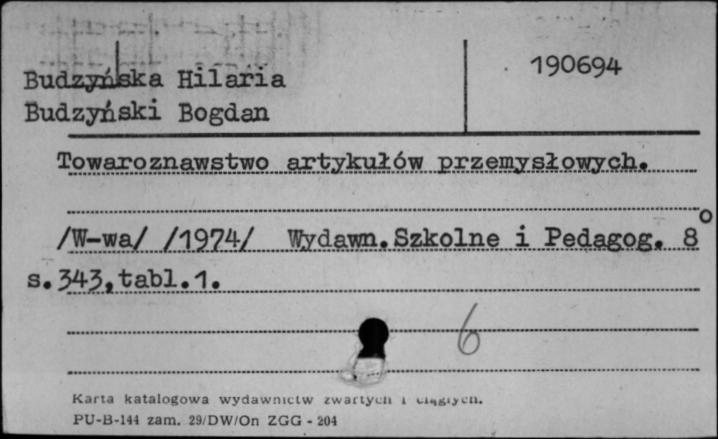 190694
Budzyńska Hilaria
Budzyński Bogdan
Towaroznawstwo artykułów przemysłowych.
/W-wa/ /1974/ Wydawn.Szkolne i Pedagog. 8°
s.343,tabl.1.
6
Karta katalogowa wydawnictw zwartych i ciągłych.
PU-B-144 zam. 29/DW/On ZGG - 204